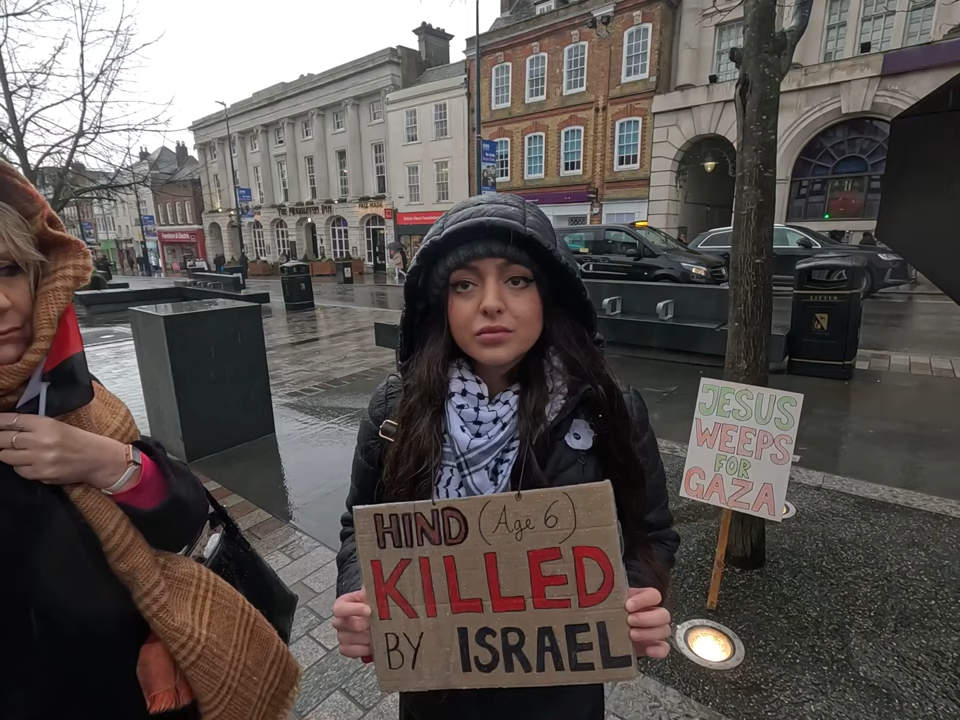 HIND (Age 6)
KILLED
BY ISRAEL
JESUS
WEEPS
FOR
GAZA
LITTER